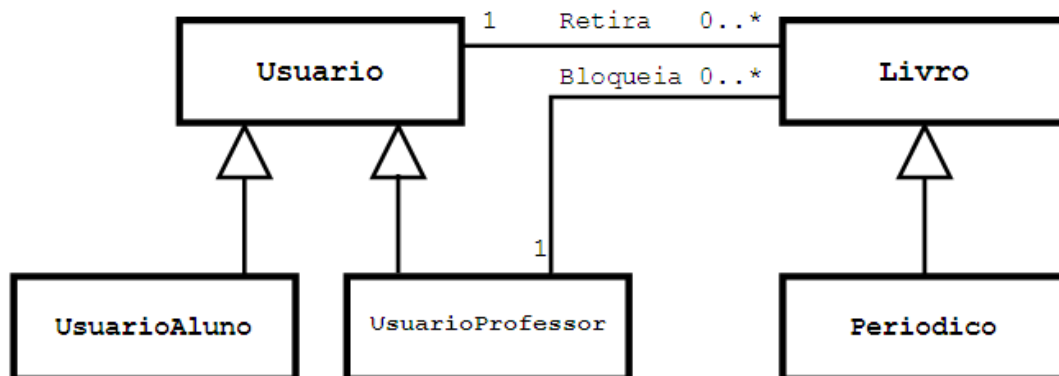 1 Retira 0..*
Usuario
Bloqueia 0..*
Livro
1
UsuarioAluno
UsuarioProfessor
Periodico